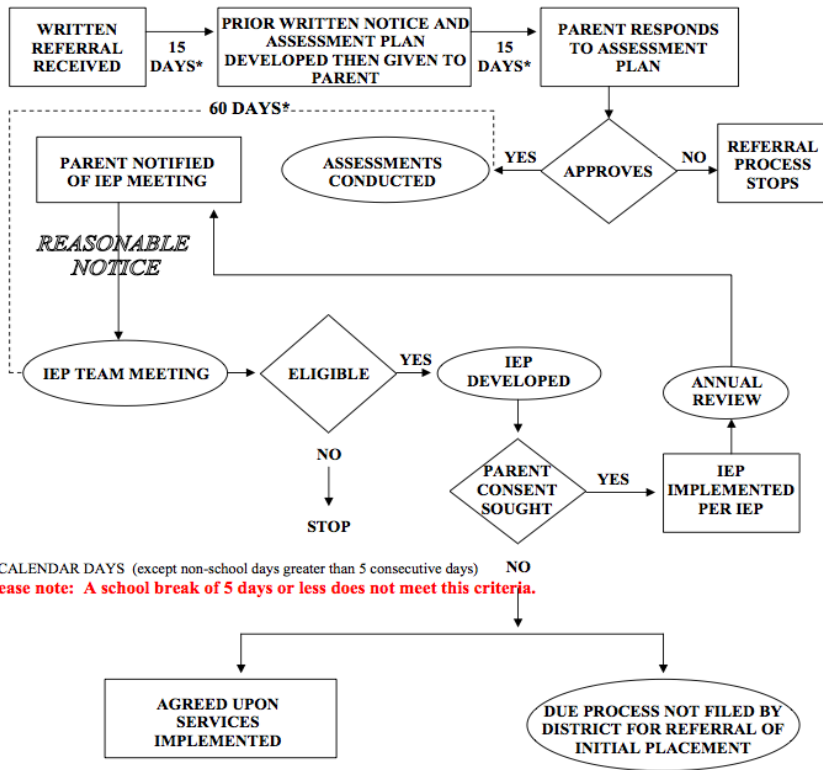 WRITTEN
REFERRAL
RECEIVED
15
DAYS*
PRIOR WRITTEN NOTICE AND
ASSESSMENT PLAN
DEVELOPED THEN GIVEN TO
PARENT
15
DAYS*
PARENT RESPONDS
TO ASSESSMENT
PLAN
60 DAYS*
PARENT NOTIFIED
OF IEP MEETING
ASSESSMENTS
CONDUCTED
YES
APPROVES
NO
REFERRAL
PROCESS
STOPS
REASONABLE
NOTICE
IEP TEAM MEETING
ELIGIBLE
YES
IEP
DEVELOPED
ANNUAL
REVIEW
NO
STOP
PARENT
CONSENT
SOUGHT
YES
IEP
IMPLEMENTED
PER IEP
CALENDAR DAYS (except non-school days greater than 5 consecutive days)
NO
ease note: A school break of 5 days or less does not meet this criteria.
AGREED UPON
SERVICES
IMPLEMENTED
DUE PROCESS NOT FILED BY
DISTRICT FOR REFERRAL OF
INITIAL PLACEMENT